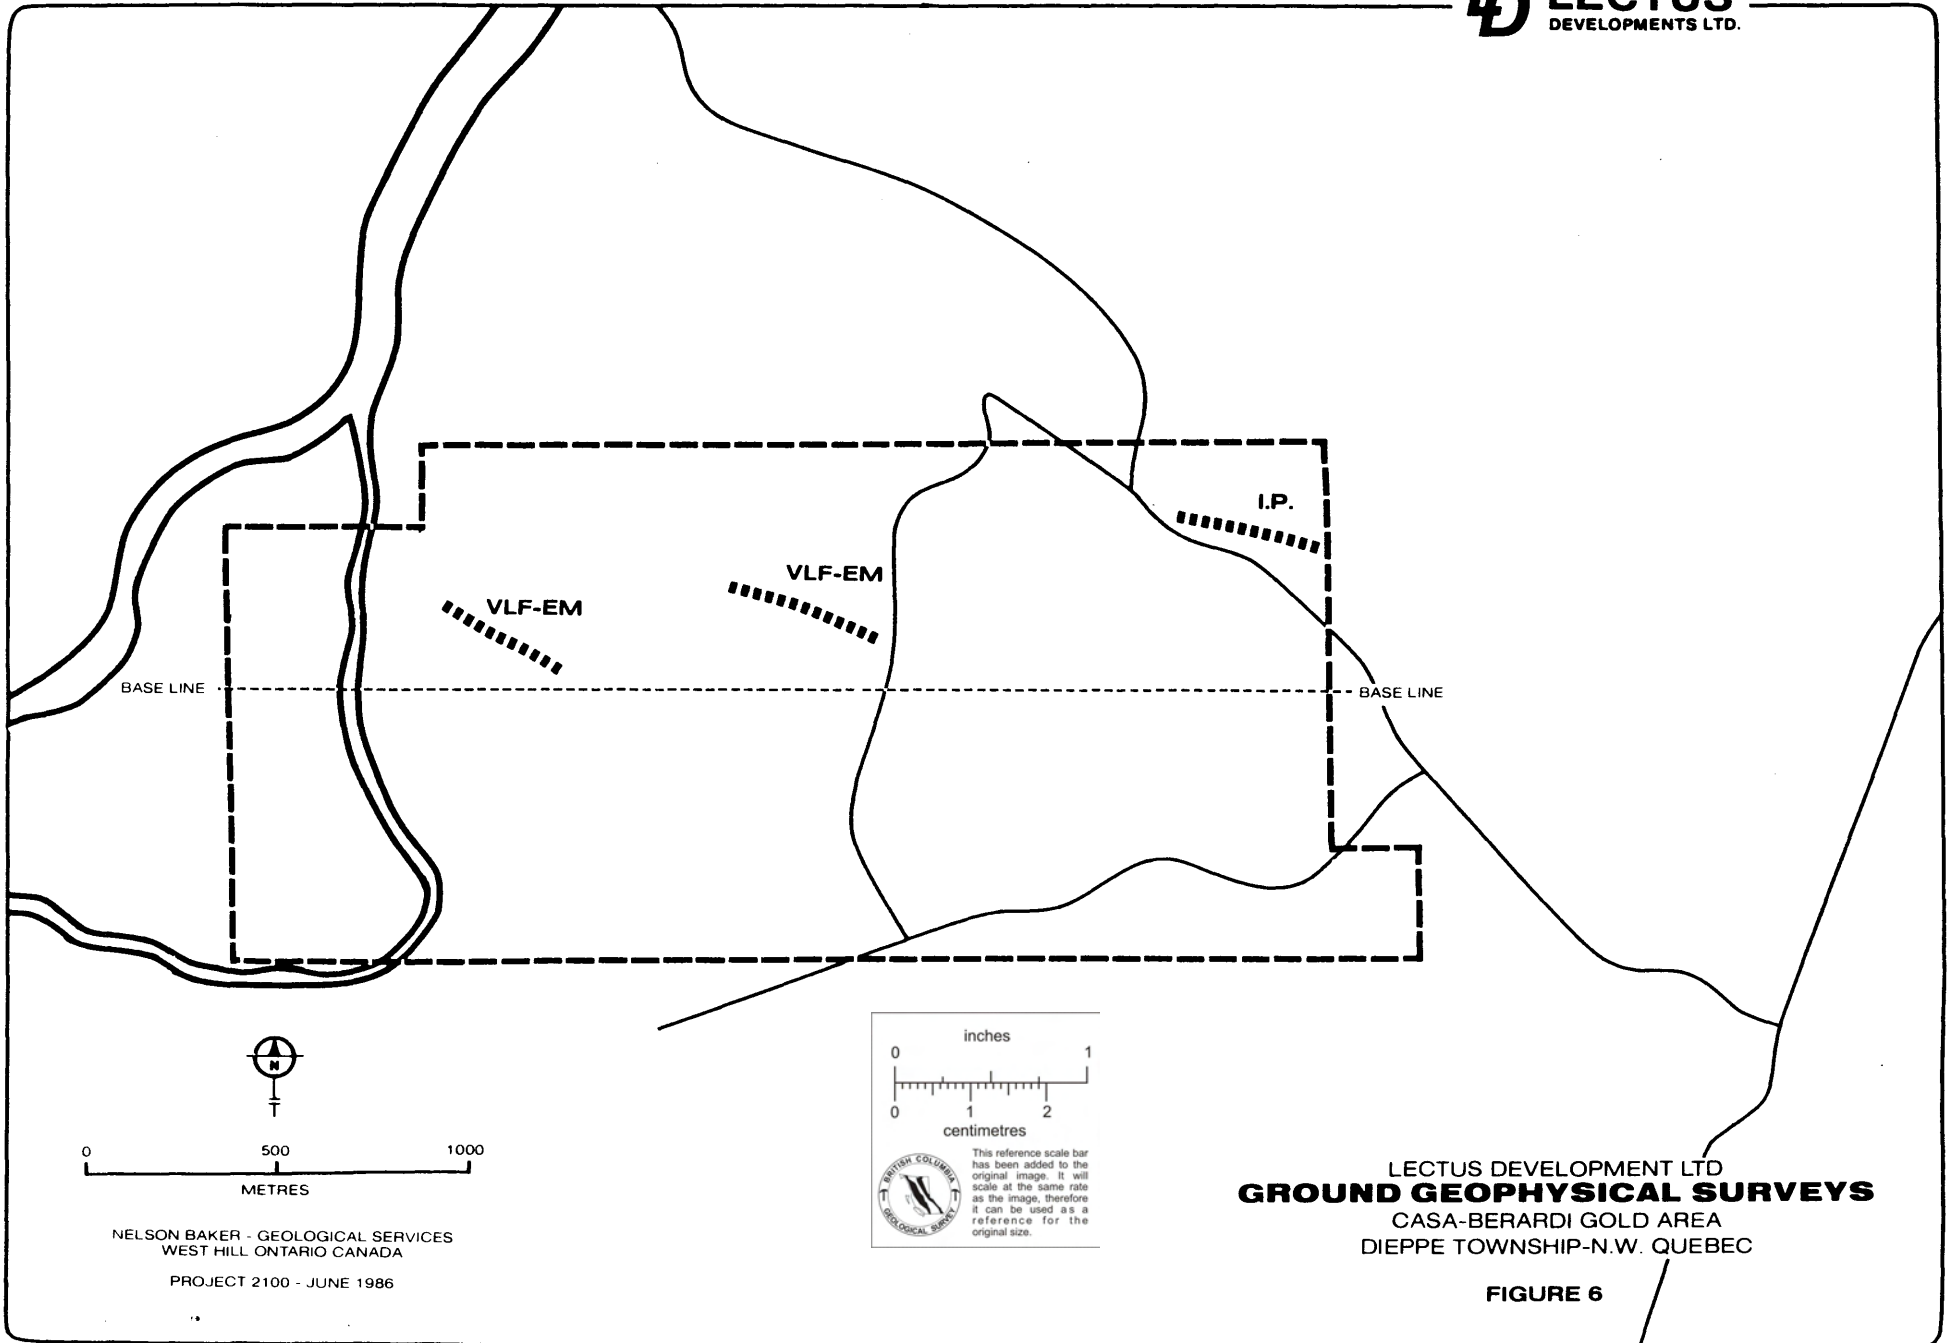 LECTUS
DEVELOPMENTS LTD.
I.P.
VLF-EM
VLF-EM
BASE LINE
BASE LINE
N
inches
0 1
0 1 2
centimetres
This reference scale bar
has been added to the
original image. It will
scale at the same rate
as the image, therefore
it can be used as a
reference for the
original size.
BRITISH COLUMBIA
GEOLOGICAL SURVEY
0 500 1000
METRES
NELSON BAKER - GEOLOGICAL SERVICES
WEST HILL ONTARIO CANADA
PROJECT 2100 - JUNE 1986
LECTUS DEVELOPMENT LTD
GROUND GEOPHYSICAL SURVEYS
CASA-BERARDI GOLD AREA
DIEPPE TOWNSHIP-N.W. QUEBEC
FIGURE 6